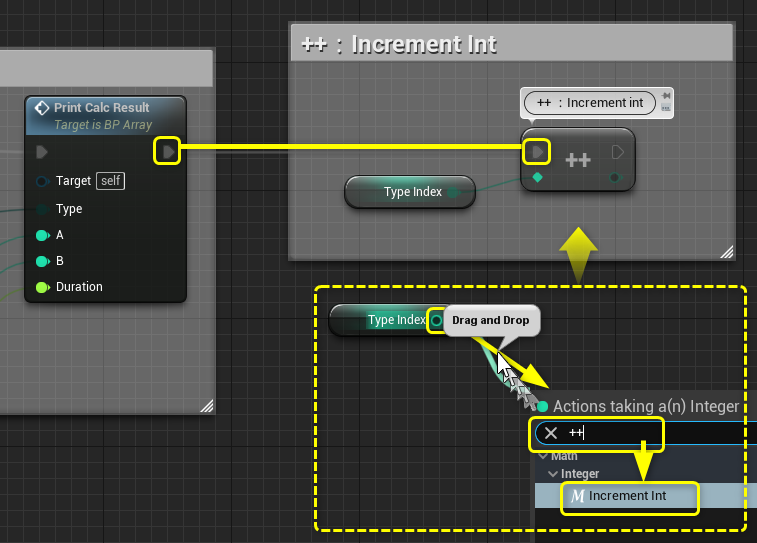 ++ : Increment Int
Print Calc Result
Target is BP Array
++ : Increment int
Target self
Type
A
B
Duration
++
Type Index
Type Index
Drag and Drop
Actions taking a(n) Integer
++
Math
Integer
Increment Int